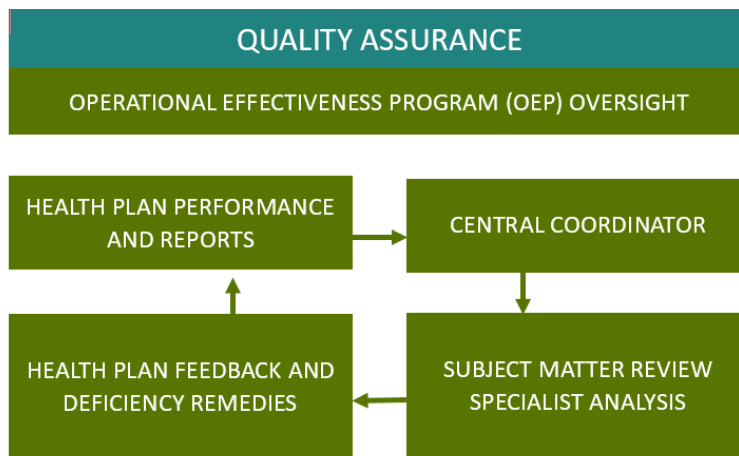 QUALITY ASSURANCE
OPERATIONAL EFFECTIVENESS PROGRAM (OEP) OVERSIGHT
HEALTH PLAN PERFORMANCE
AND REPORTS
CENTRAL COORDINATOR
HEALTH PLAN FEEDBACK AND
DEFICIENCY REMEDIES
SUBJECT MATTER REVIEW
SPECIALIST ANALYSIS